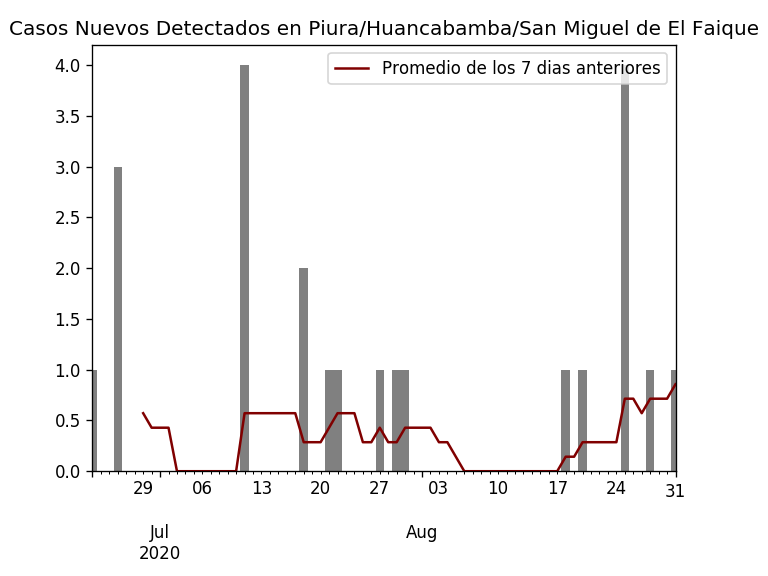 Casos Nuevos Detectados en Piura/Huancabamba/San Miguel de El Faique
Promedio de los 7 dias anteriores
4.0
3.5
3.0
2.5
2.0
1.5
1.0
0.5
0.0
29 06 13 20 27 03 10 17 24 31
Jul Aug
2020